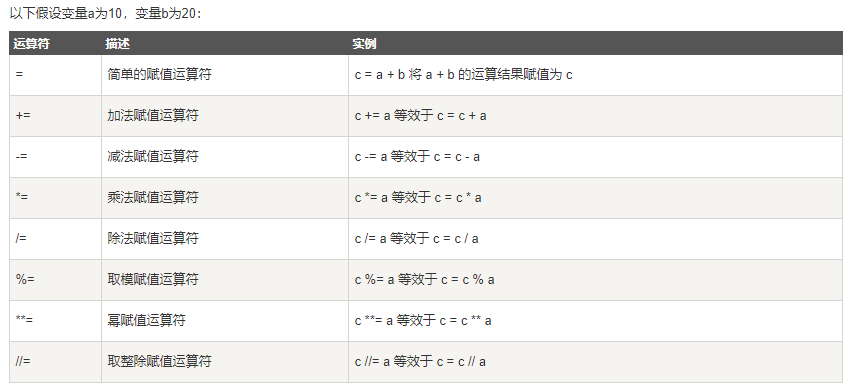 以下假设变量a为10，变量b为20：
运算符 描述 实例
= 简单的赋值运算符 c = a + b 将 a + b 的运算结果赋值为 c
+= 加法赋值运算符 c += a 等效于 c = c + a
-= 减法赋值运算符 c -= a 等效于 c = c - a
*= 乘法赋值运算符 c *= a 等效于 c = c * a
/= 除法赋值运算符 c /= a 等效于 c = c / a
%= 取模赋值运算符 c %= a 等效于 c = c % a
**= 幂赋值运算符 c **= a 等效于 c = c ** a
//= 取整除赋值运算符 c //= a 等效于 c = c // a